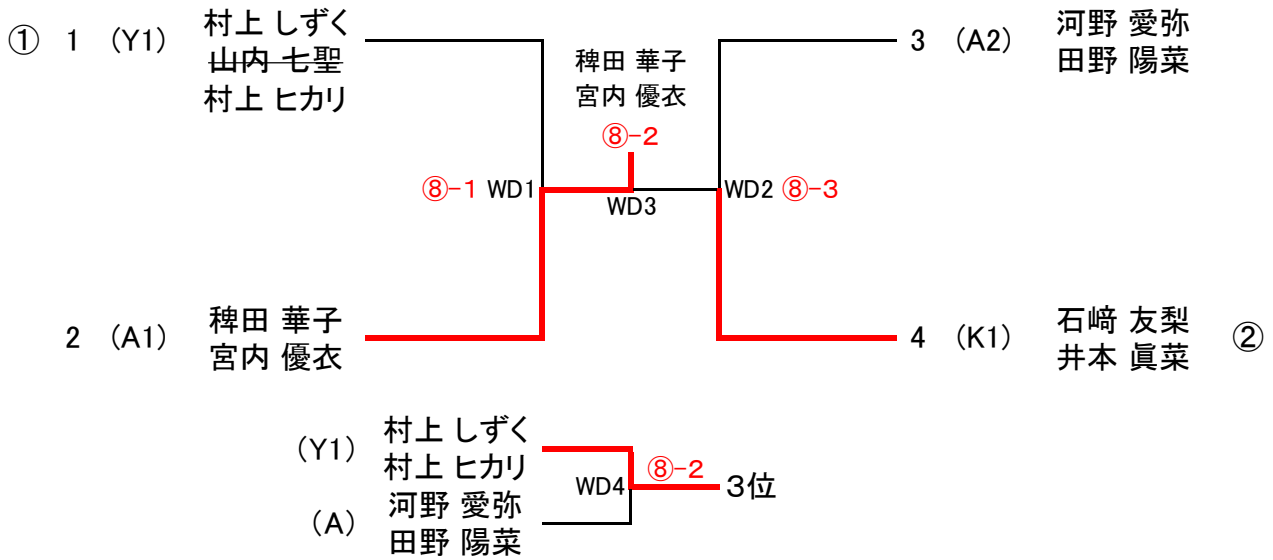 ① 1 (Y1) 村上 しずく
山内 七聖
村上 ヒカリ
稗田 華子
宮内 優衣
⑧-2
3 (A2) 河野 愛弥
田野 陽菜
⑧-1 WD1
WD3
WD2 ⑧-3
2 (A1) 稗田 華子
宮内 優衣
4 (K1) 石﨑 友梨 ②
井本 眞菜
(Y1) 村上 しずく
村上 ヒカリ
WD4 ⑧-2 3位
(A) 河野 愛弥
田野 陽菜